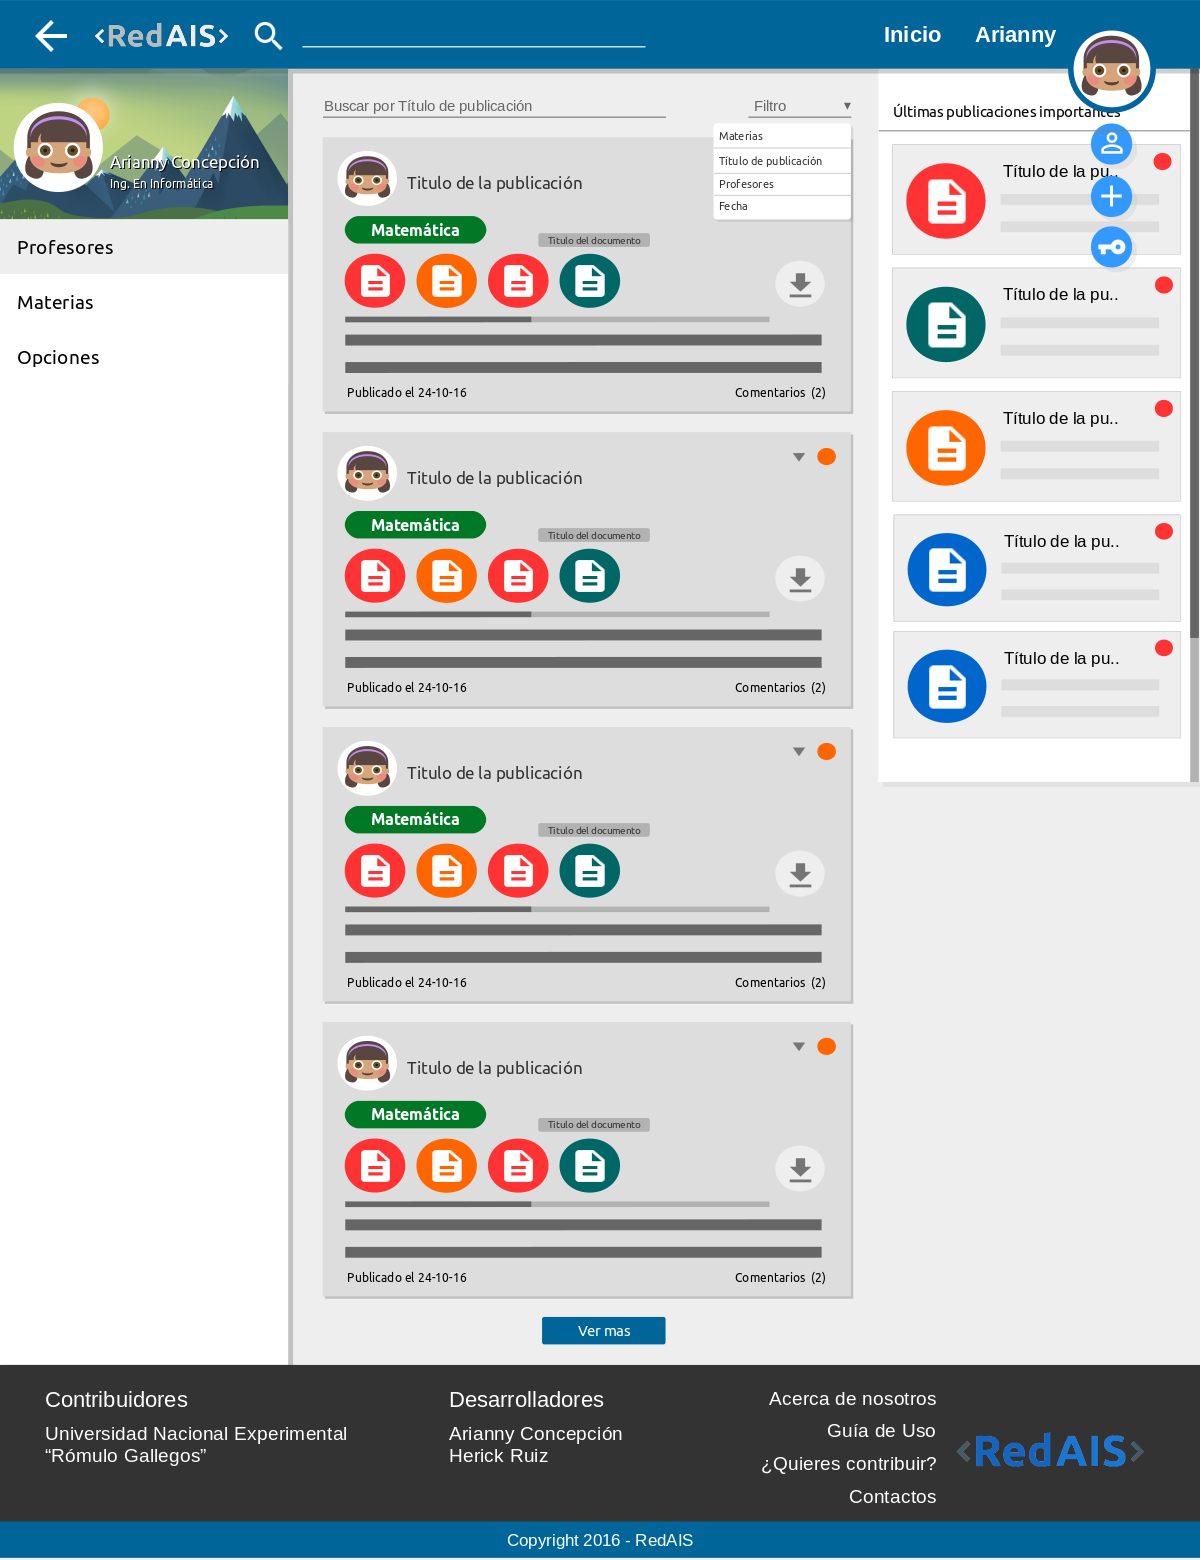 <RedAIS>
Inicio
Arianny
Arianny Concepción
Ing. En Informática
Profesores
Materias
Opciones
Buscar por Título de publicación
Filtro
Materias
Título de publicación
Profesores
Fecha
Titulo de la publicación
Matemática
Titulo del documento
Publicado el 24-10-16
Comentarios (2)
Titulo de la publicación
Matemática
Titulo del documento
Publicado el 24-10-16
Comentarios (2)
Titulo de la publicación
Matemática
Titulo del documento
Publicado el 24-10-16
Comentarios (2)
Titulo de la publicación
Matemática
Titulo del documento
Publicado el 24-10-16
Comentarios (2)
Ver mas
Últimas publicaciones importantes
Título de la pu..
Título de la pu..
Título de la pu..
Título de la pu..
Título de la pu..
Contribuidores
Universidad Nacional Experimental
“Rómulo Gallegos”
Desarrolladores
Arianny Concepción
Herick Ruiz
Acerca de nosotros
Guía de Uso
¿Quieres contribuir?
Contactos
<RedAIS>
Copyright 2016 - RedAIS